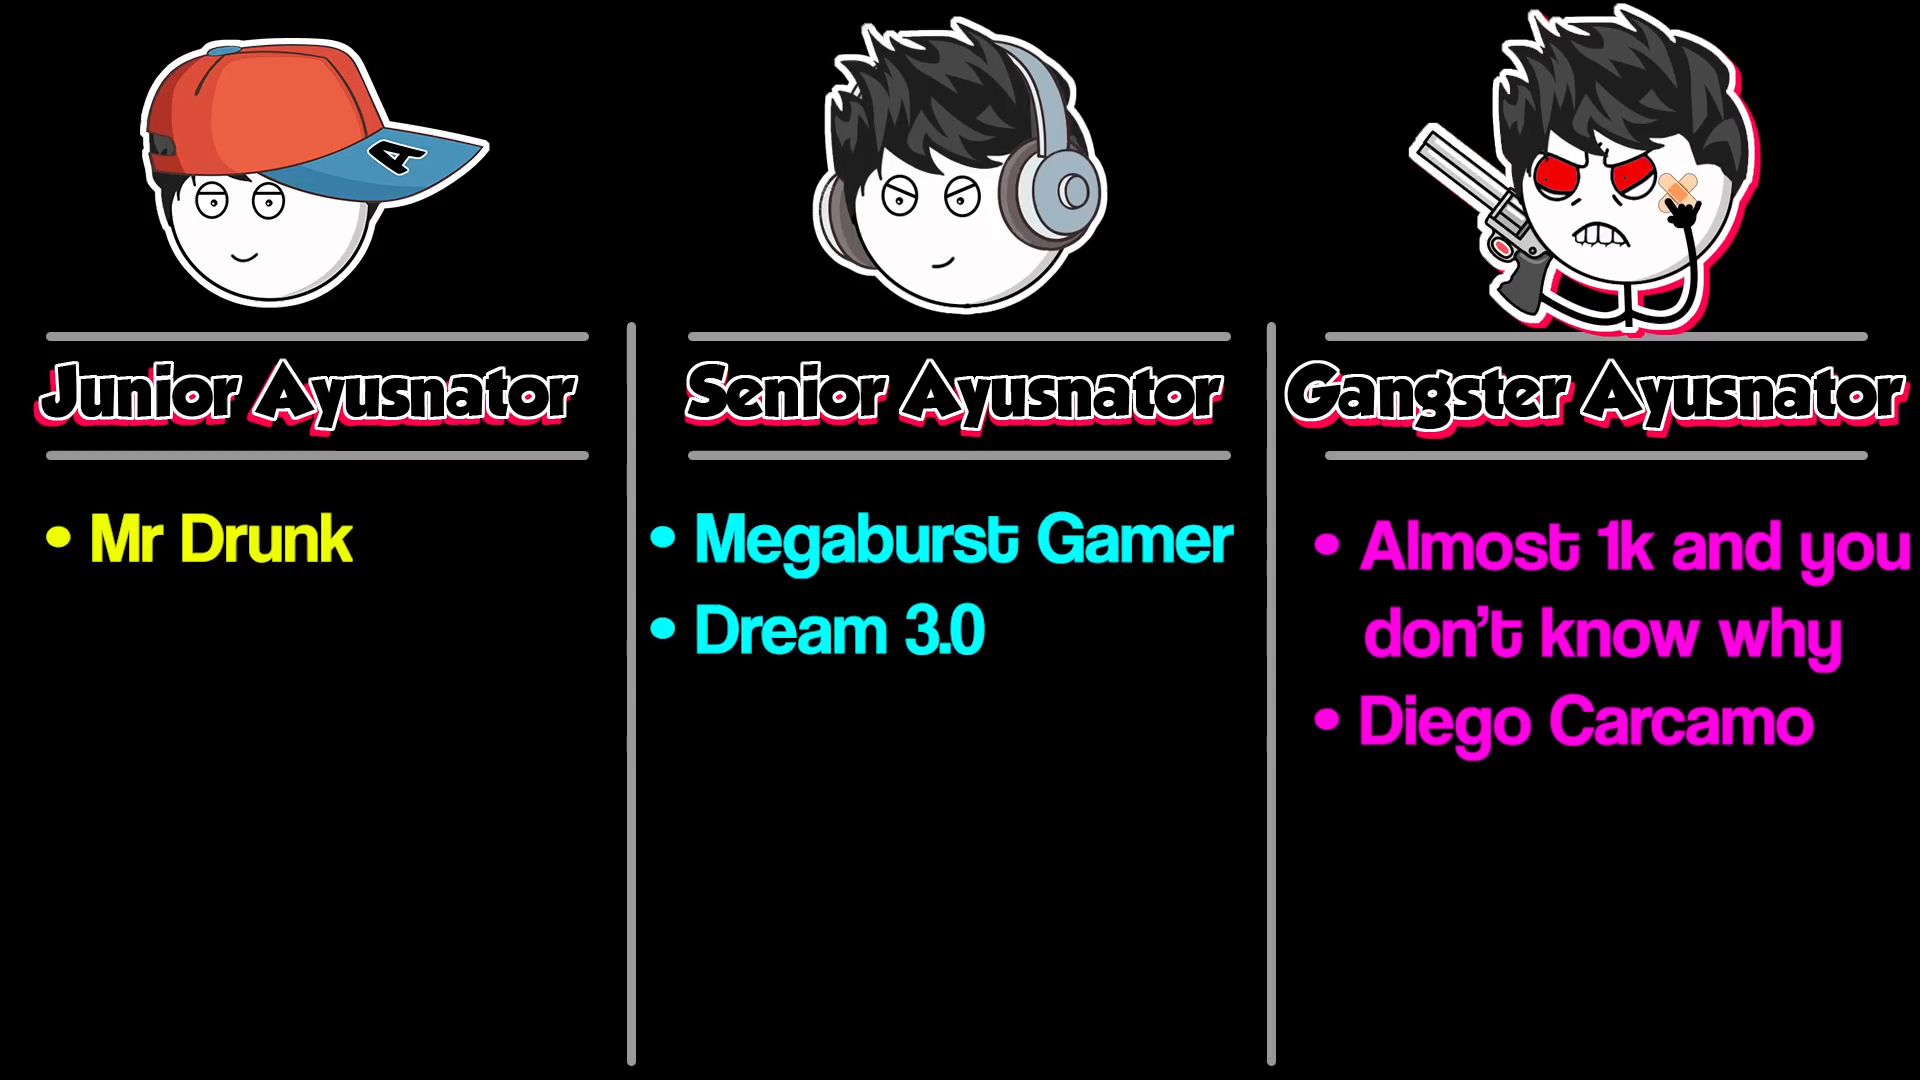 A
Junior Ayusnator
• Mr Drunk
Senior Ayusnator
• Megaburst Gamer
• Dream 3.0
Gangster Ayusnator
• Almost 1k and you
don't know why
• Diego Carcamo